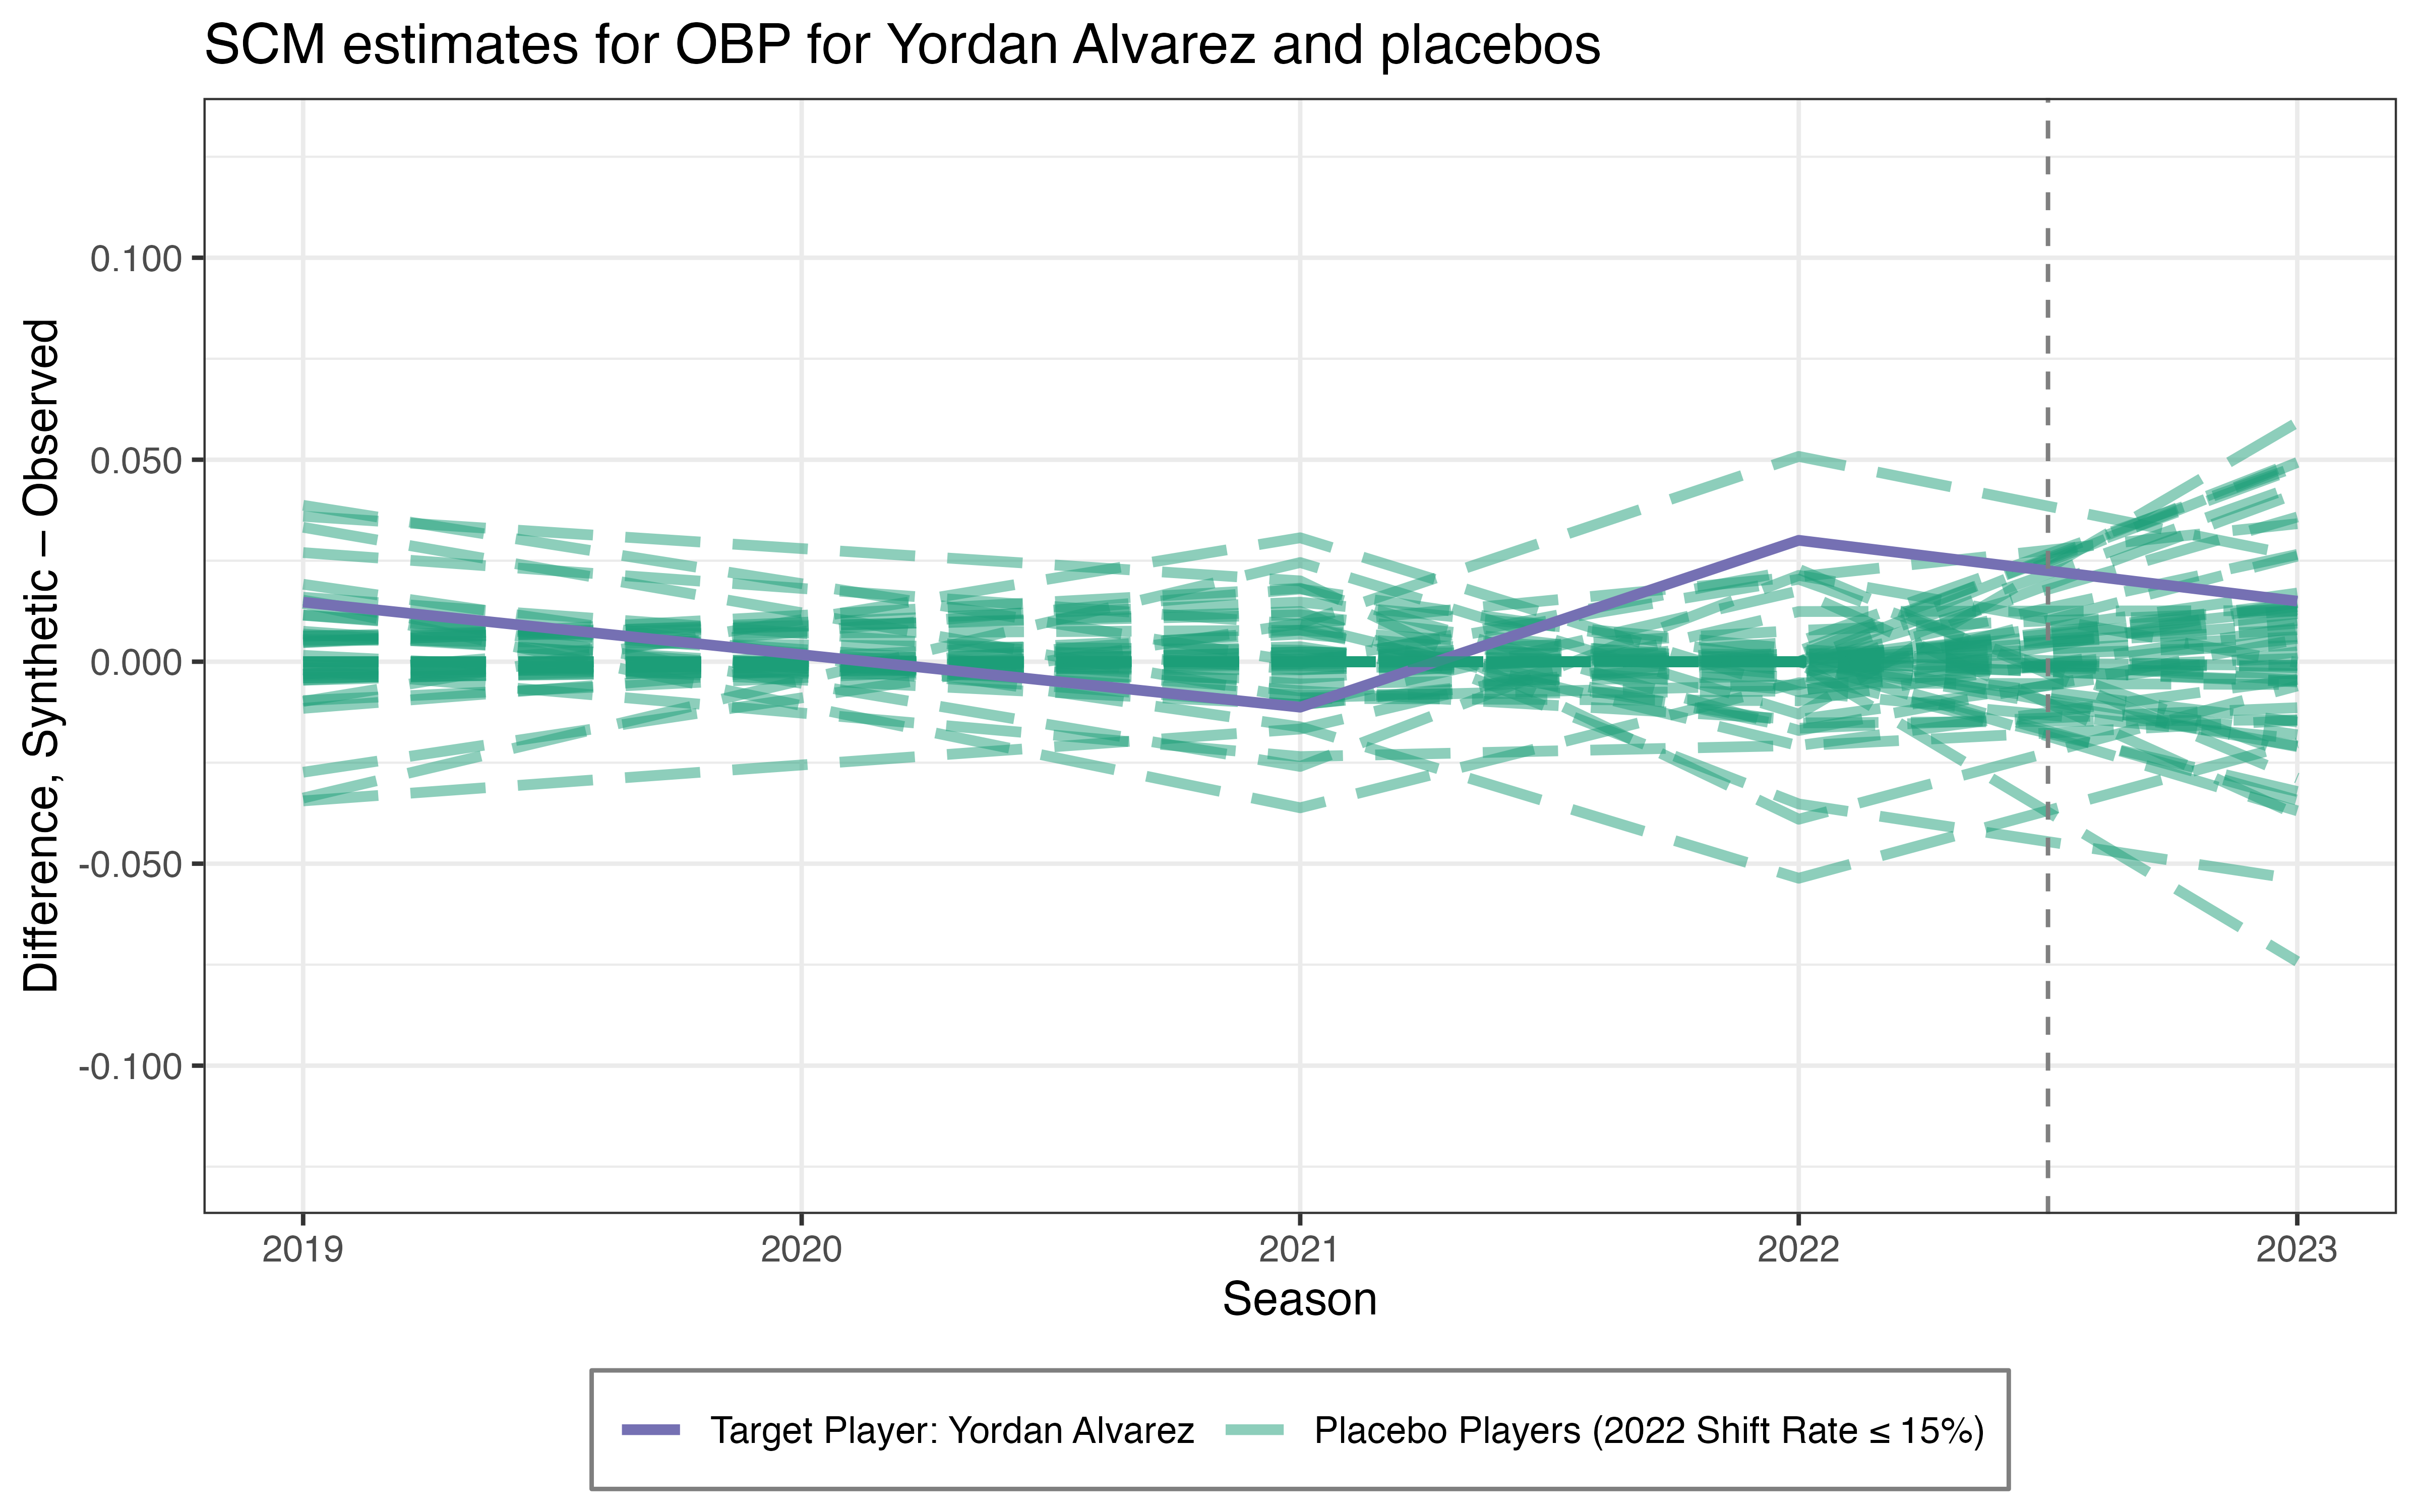 SCM estimates for OBP for Yordan Alvarez and placebos
Difference, Synthetic – Observed
0.100
0.050
0.000
-0.050
-0.100
2019 2020 2021 2022 2023
Season
Target Player: Yordan Alvarez Placebo Players (2022 Shift Rate ≤ 15%)